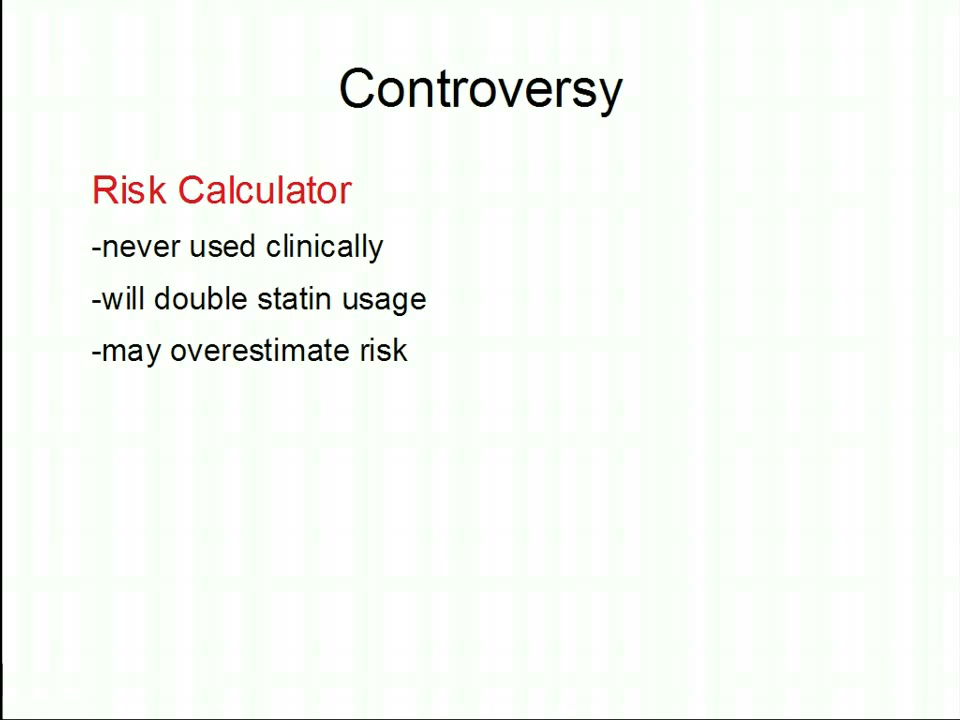 Controversy
Risk Calculator
-never used clinically
-will double statin usage
-may overestimate risk